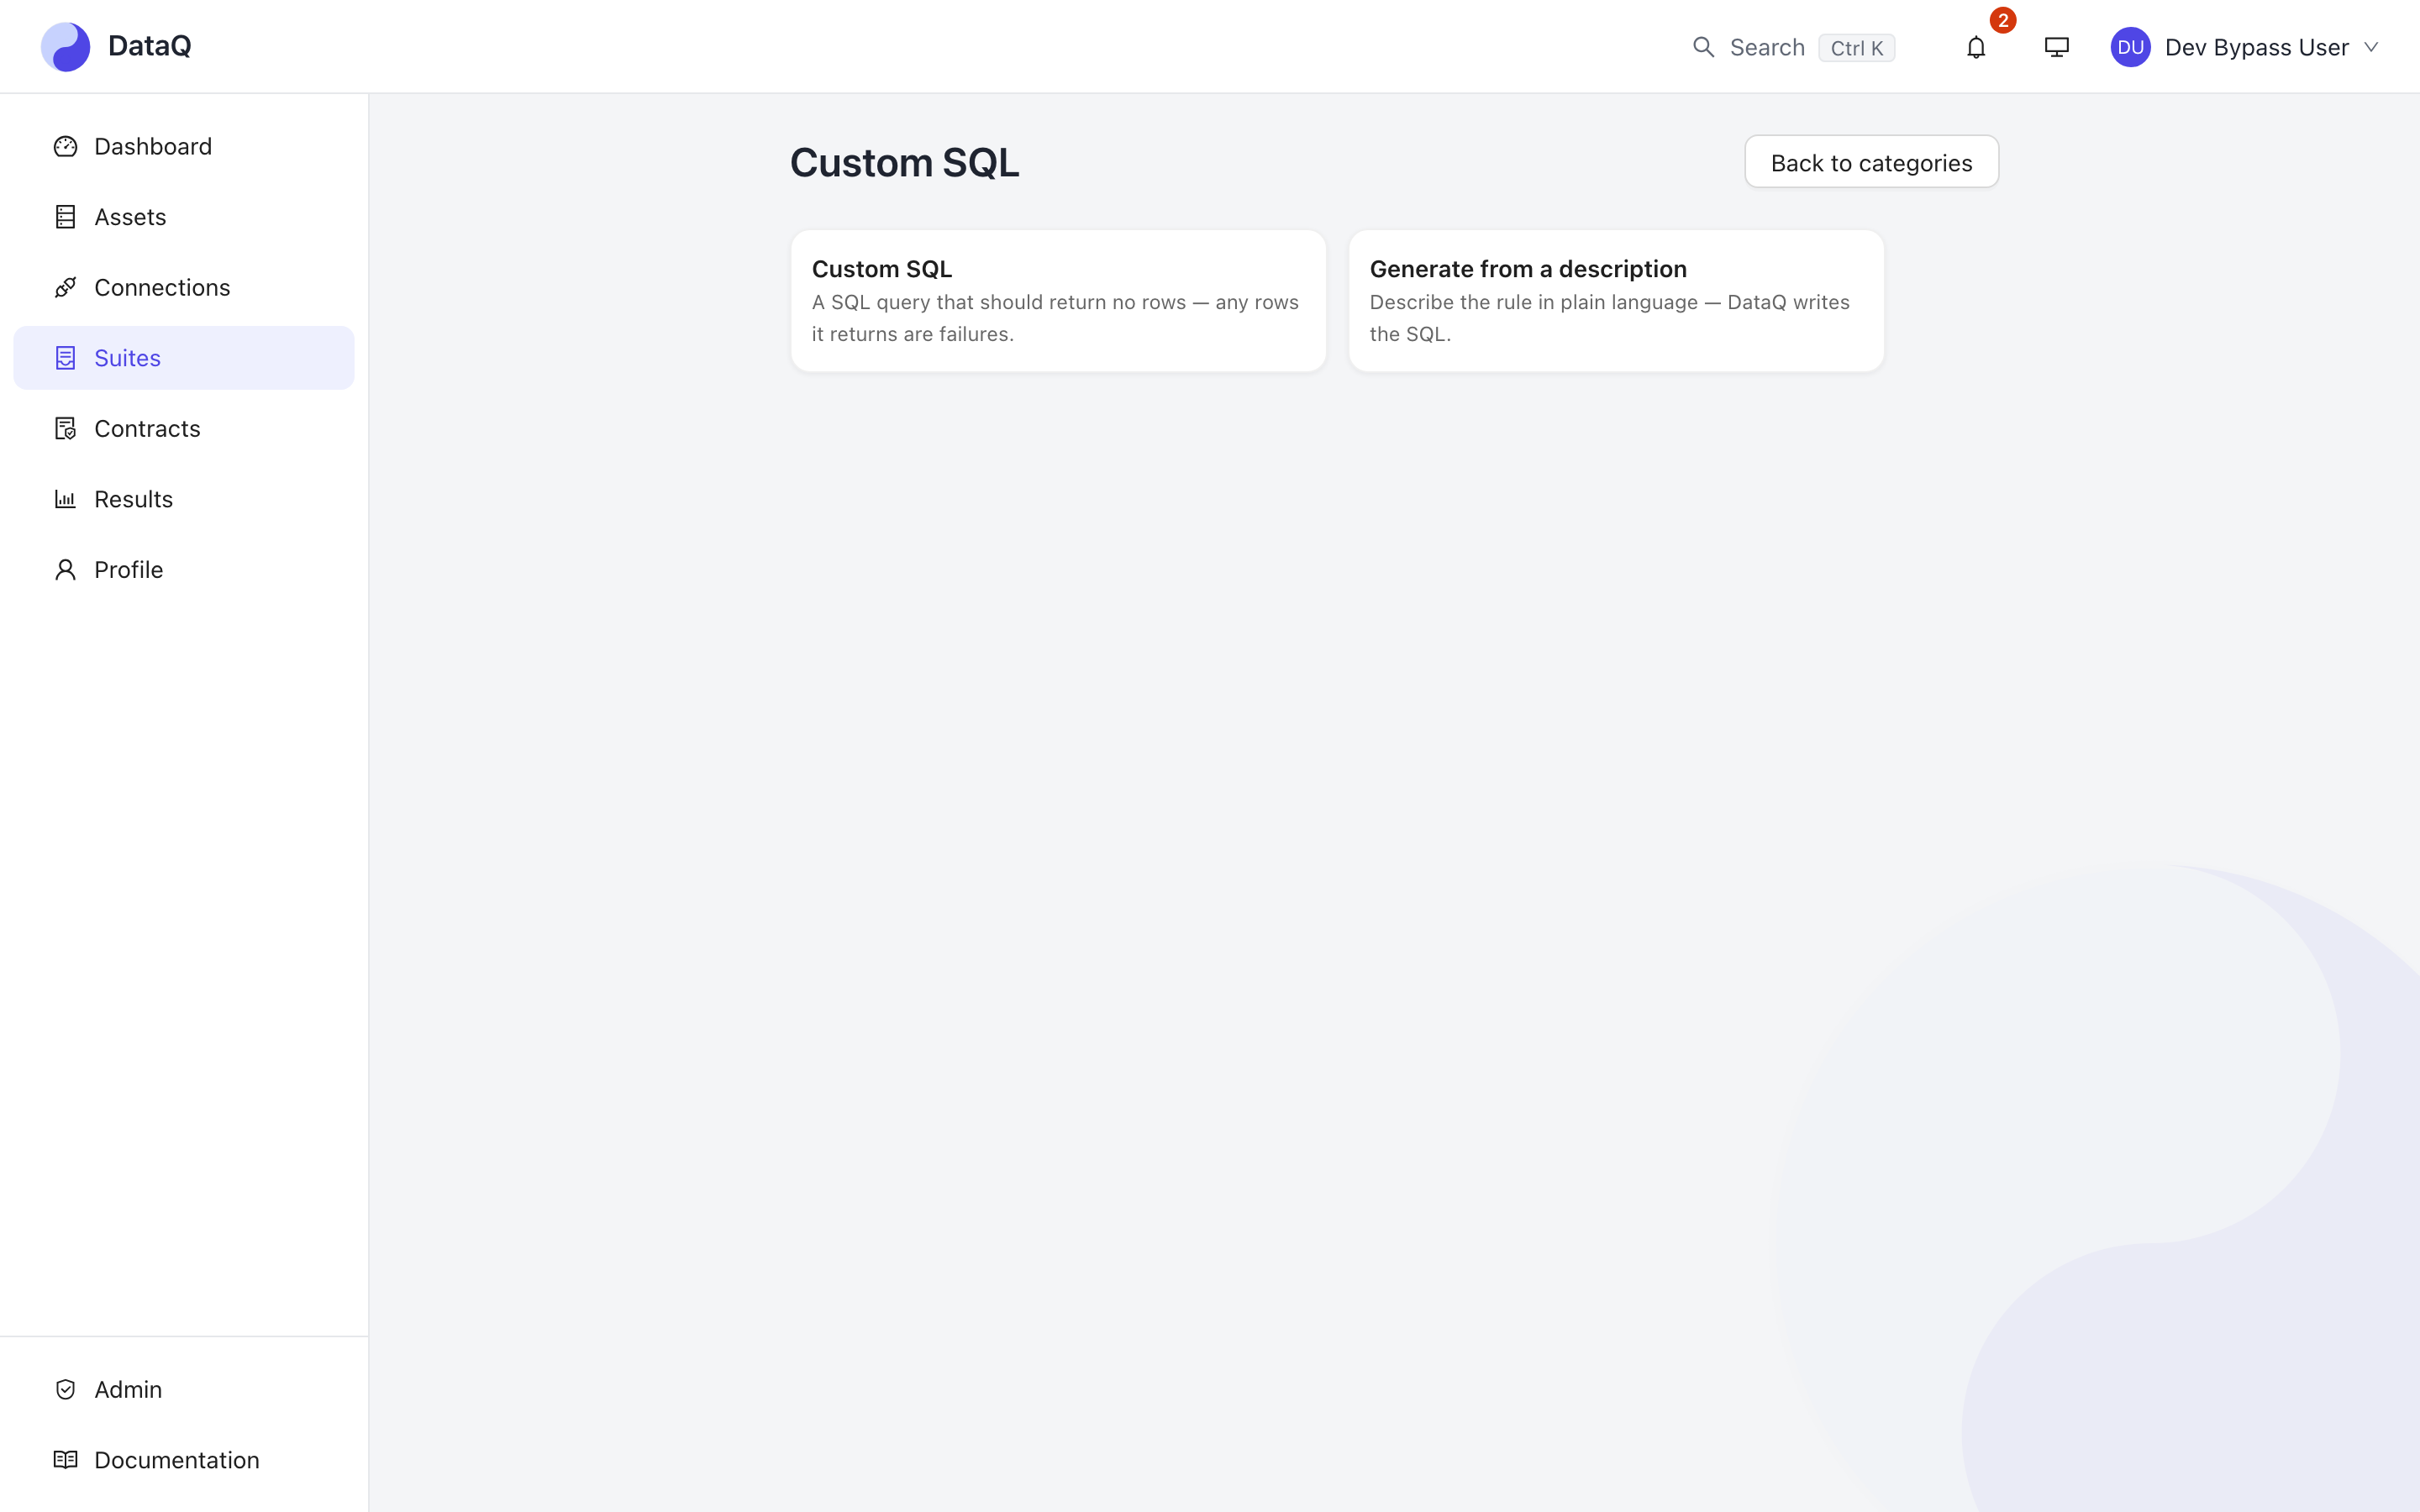 DataQ
Search Ctrl K
2
DU Dev Bypass User
Dashboard
Assets
Connections
Suites
Contracts
Results
Profile
Admin
Documentation
Custom SQL
Back to categories
Custom SQL
A SQL query that should return no rows — any rows
it returns are failures.
Generate from a description
Describe the rule in plain language — DataQ writes
the SQL.